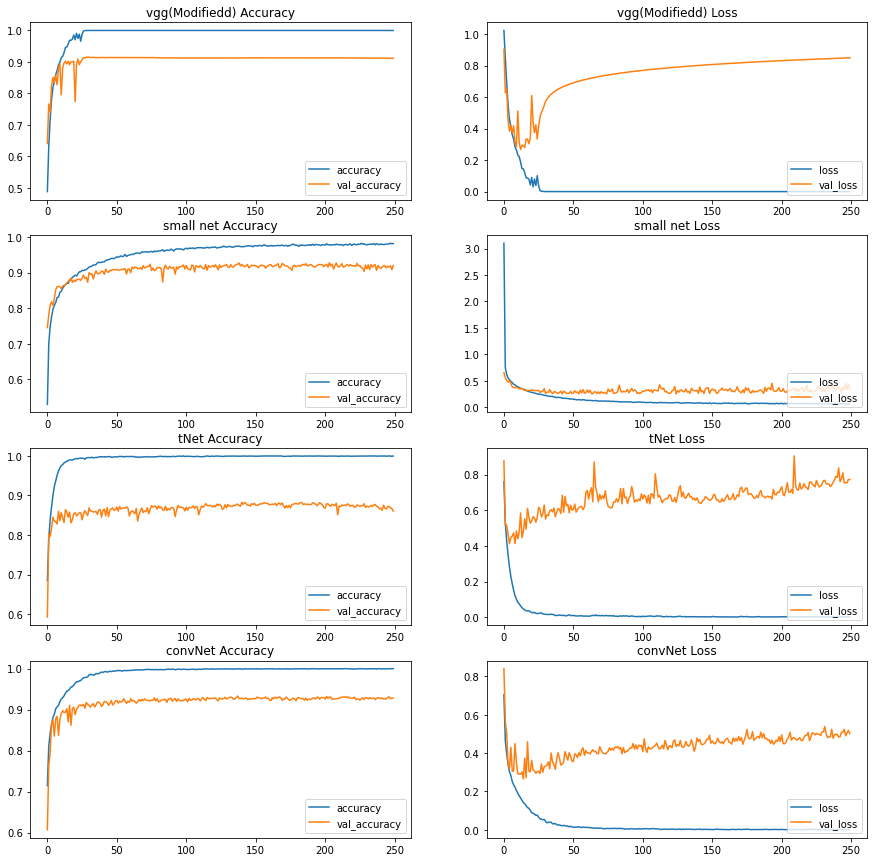 vgg(Modifiedd) Accuracy
1.0
0.9
0.8
0.7
0.6
0.5
accuracy
val_accuracy
0 50 100 150 200 250
vgg(Modifiedd) Loss
1.0
0.8
0.6
0.4
0.2
0.0
loss
val_loss
0 50 100 150 200 250
small net Accuracy
1.0
0.9
0.8
0.7
0.6
accuracy
val_accuracy
0 50 100 150 200 250
small net Loss
3.0
2.5
2.0
1.5
1.0
0.5
0.0
loss
val_loss
0 50 100 150 200 250
tNet Accuracy
1.0
0.9
0.8
0.7
0.6
accuracy
val_accuracy
0 50 100 150 200 250
tNet Loss
0.8
0.6
0.4
0.2
0.0
loss
val_loss
0 50 100 150 200 250
convNet Accuracy
1.0
0.9
0.8
0.7
0.6
accuracy
val_accuracy
0 50 100 150 200 250
convNet Loss
0.8
0.6
0.4
0.2
0.0
loss
val_loss
0 50 100 150 200 250